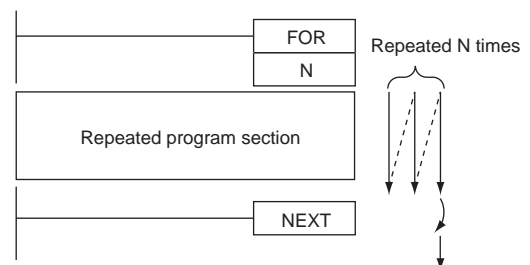 FOR
Repeated N times
N
Repeated program section
NEXT